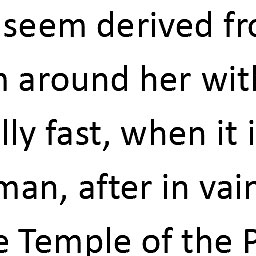 seem derived fro
n around her with
lly fast, when it i
man, after in vain
e Temple of the P